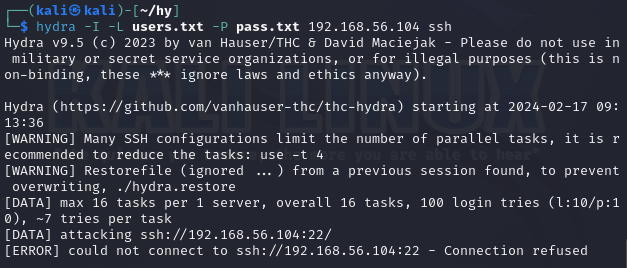 ┌──(kali㉿kali)-[~/hy]
└─$ hydra -I -L users.txt -P pass.txt 192.168.56.104 ssh
Hydra v9.5 (c) 2023 by van Hauser/THC & David Maciejak - Please do not use in
 military or secret service organizations, or for illegal purposes (this is n
on-binding, these *** ignore laws and ethics anyway).

Hydra (https://github.com/vanhauser-thc/thc-hydra) starting at 2024-02-17 09:
13:36
[WARNING] Many SSH configurations limit the number of parallel tasks, it is r
ecommended to reduce the tasks: use -t 4
[WARNING] Restorefile (ignored ...) from a previous session found, to prevent
 overwriting, ./hydra.restore
[DATA] max 16 tasks per 1 server, overall 16 tasks, 100 login tries (l:10/p:1
0), ~7 tries per task
[DATA] attacking ssh://192.168.56.104:22/
[ERROR] could not connect to ssh://192.168.56.104:22 - Connection refused